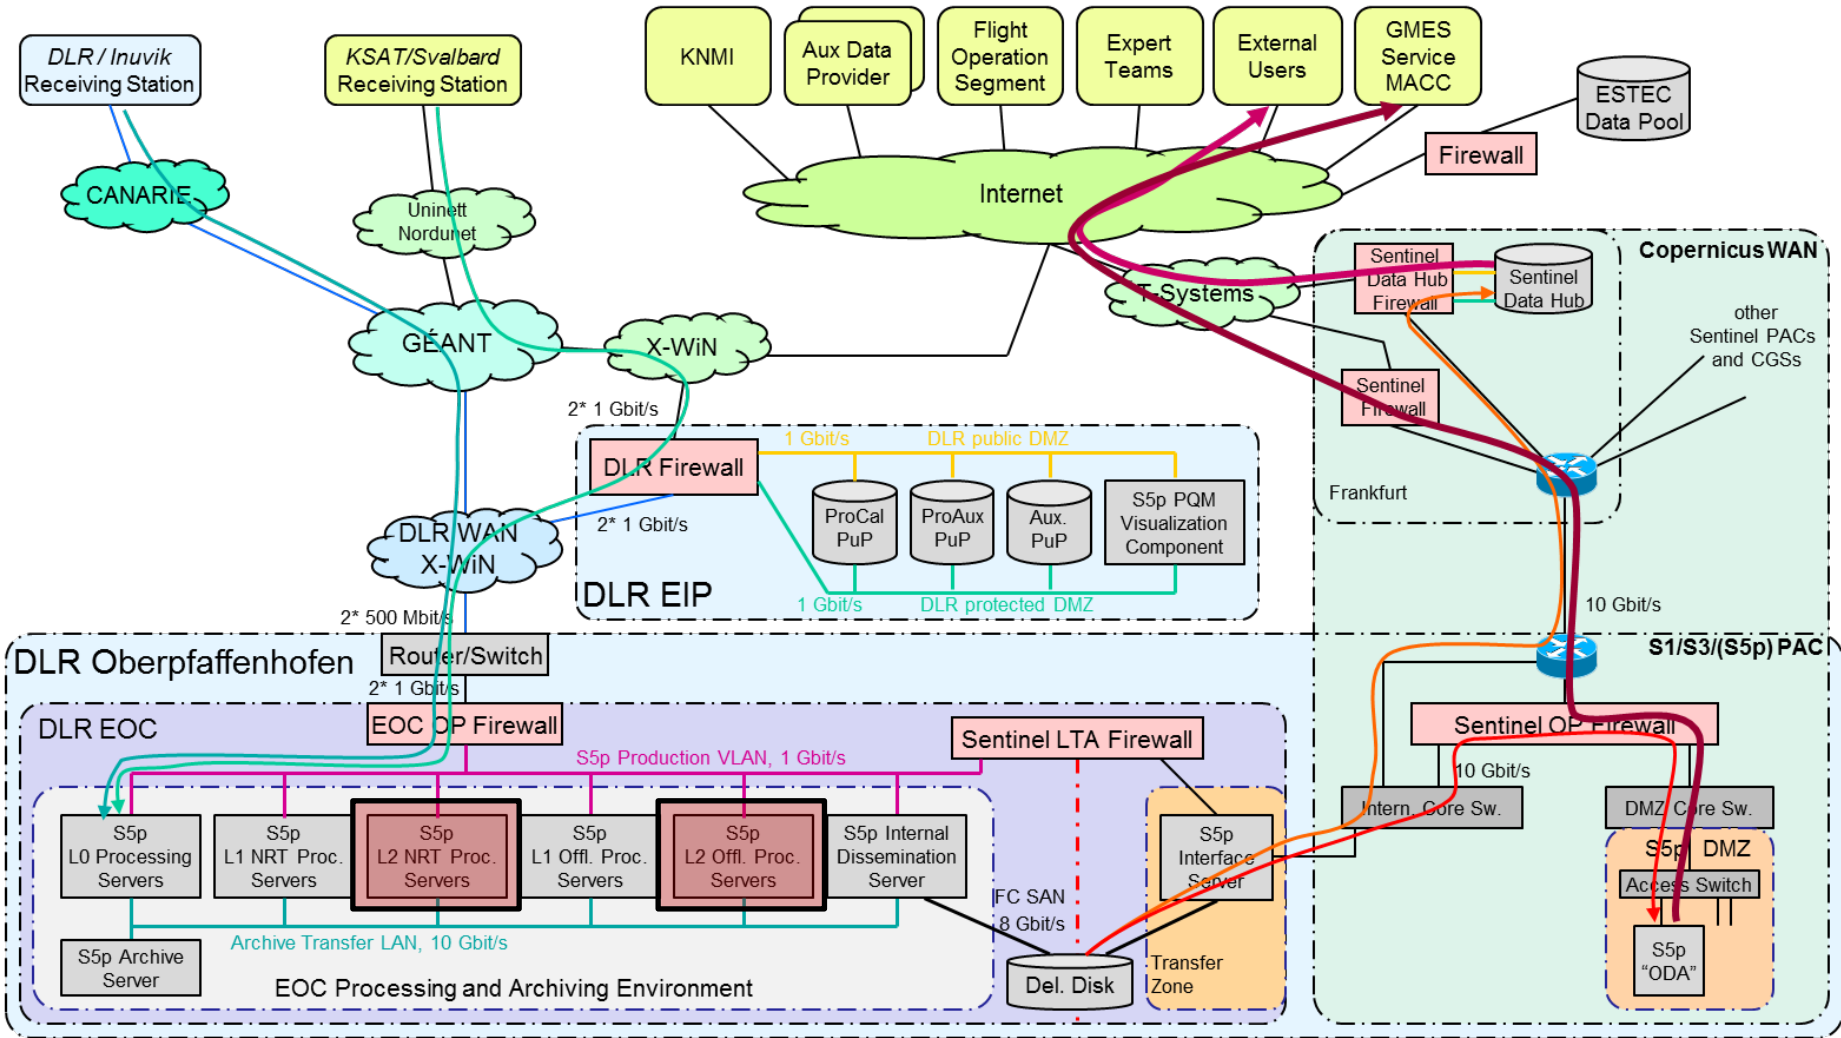 DLR / Inuvik
Receiving Station
KSAT/Svalbard
Receiving Station
KNMI
Aux Data
Provider
Flight
Operation
Segment
Expert
Teams
External
Users
GMES
Service
MACC
ESTEC
Data Pool
Firewall
CANARIE
Uninett
Nordunet
Internet
GÉANT
X-WiN
T-Systems
Sentinel
Data Hub
Firewall
Sentinel
Data Hub
Copernicus WAN
other
Sentinel PACs
and CGSs
Sentinel
Firewall
Frankfurt
2* 1 Gbit/s
DLR Firewall
1 Gbit/s
DLR public DMZ
ProCal
PuP
ProAux
PuP
Aux.
PuP
S5p PQM
Visualization
Component
2* 1 Gbit/s
DLR WAN
X-WiN
DLR EIP
1 Gbit/s
DLR protected DMZ
10 Gbit/s
2* 500 Mbit/s
DLR Oberpfaffenhofen
Router/Switch
S1/S3/(S5p) PAC
2* 1 Gbit/s
DLR EOC
EOC OP Firewall
Sentinel LTA Firewall
Sentinel OP Firewall
S5p Production VLAN, 1 Gbit/s
10 Gbit/s
Intern. Core Sw.
DMZ Core Sw.
S5p
L0 Processing
Servers
S5p
L1 NRT Proc.
Servers
S5p
L2 NRT Proc.
Servers
S5p
L1 Offl. Proc.
Servers
S5p
L2 Offl. Proc.
Servers
S5p Internal
Dissemination
Server
S5p
Interface
Server
S5p DMZ
Access Switch
FC SAN
8 Gbit/s
Archive Transfer LAN, 10 Gbit/s
S5p Archive
Server
EOC Processing and Archiving Environment
Del. Disk
Transfer
Zone
S5p
“ODA”